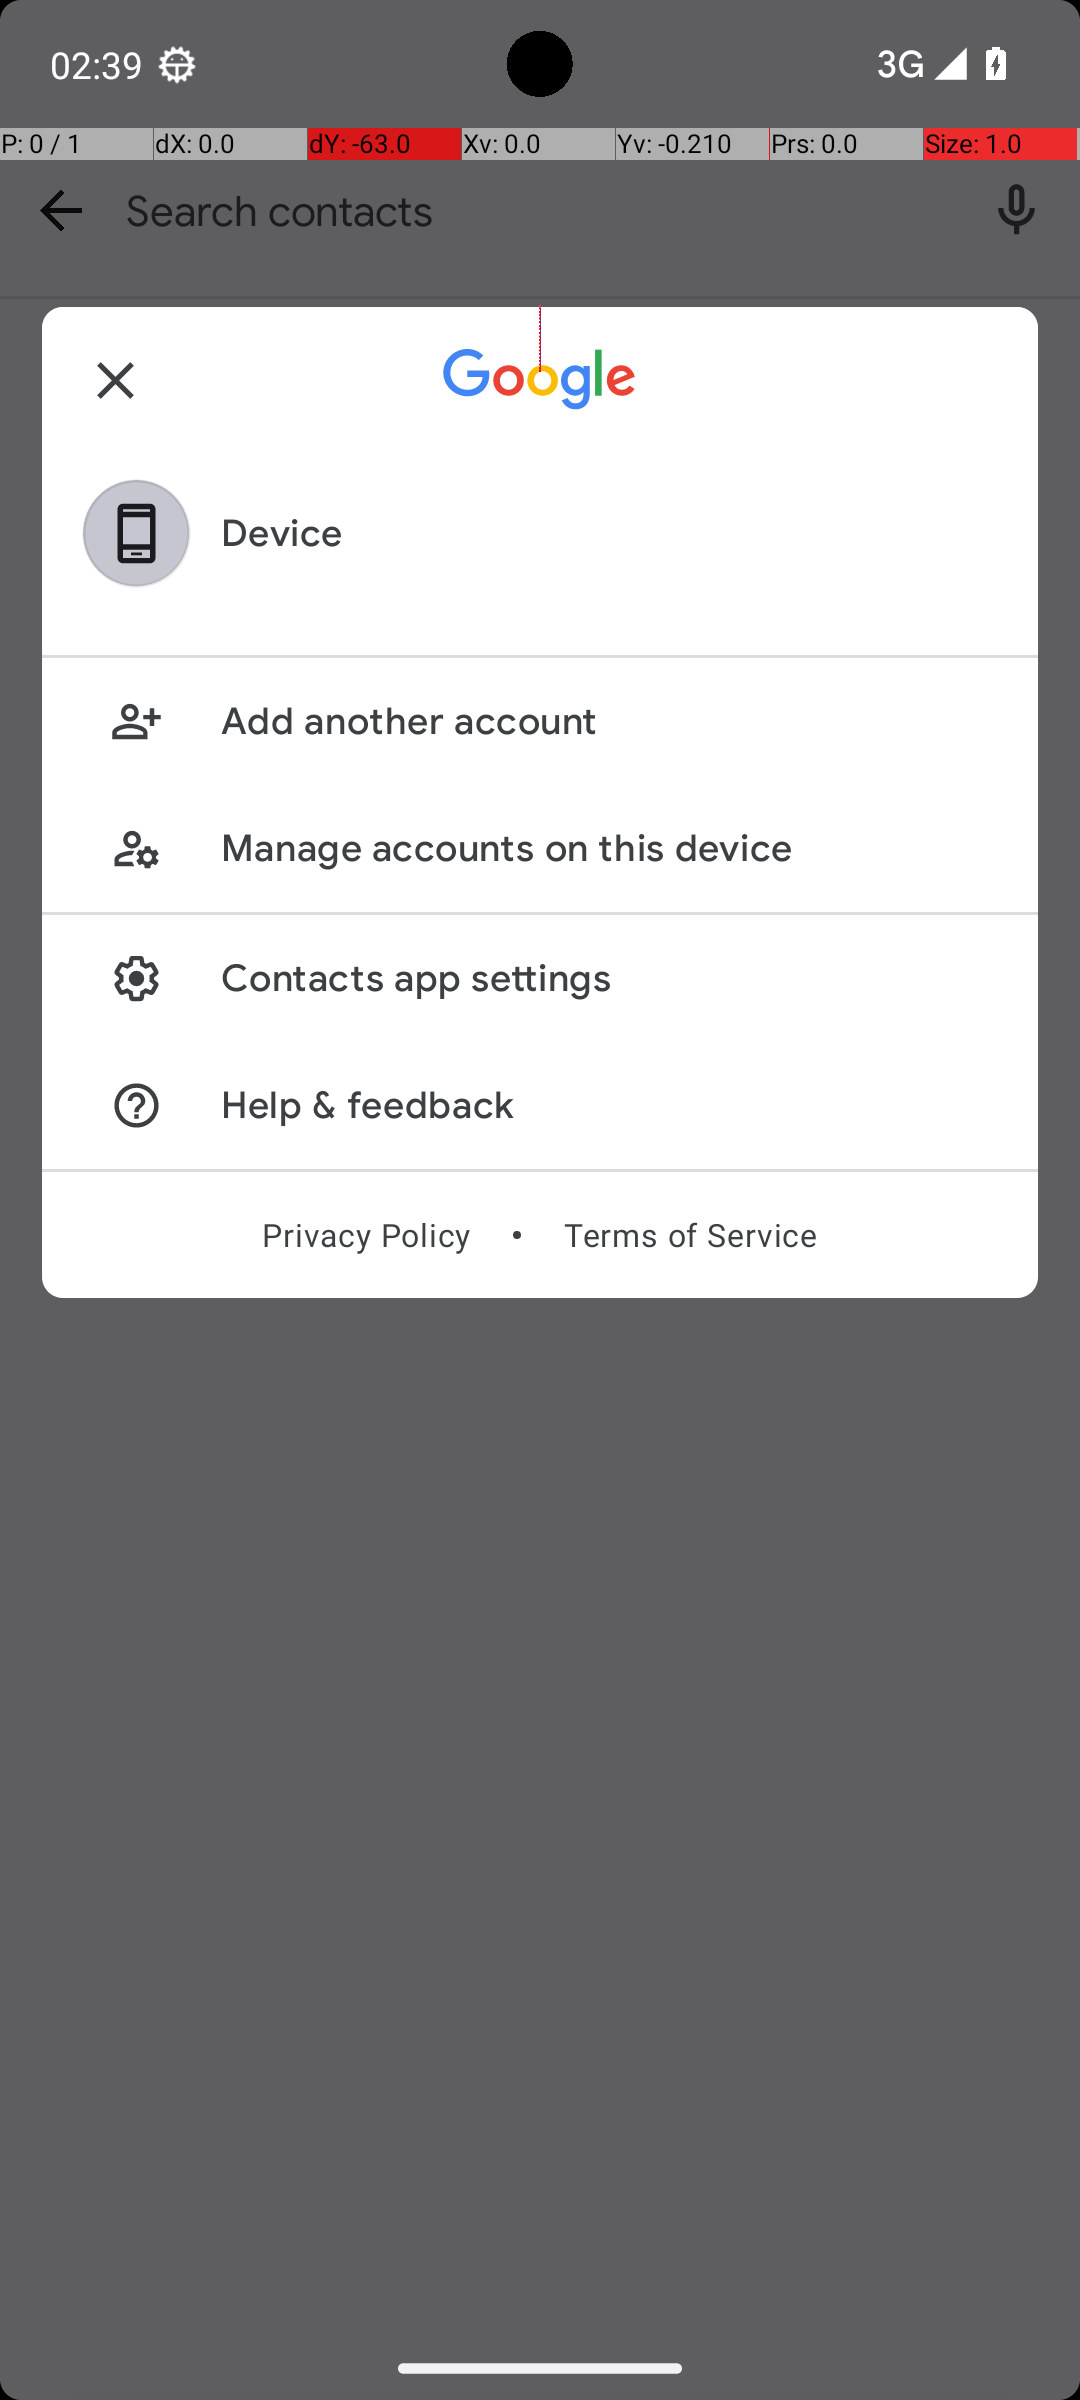 02:39
3G
P: 0 / 1
dX: 0.0
dY: -63.0
Xv: 0.0
Yv: -0.210
Prs: 0.0
Size: 1.0
Search contacts
Google
Device
Add another account
Manage accounts on this device
Contacts app settings
Help & feedback
Privacy Policy • Terms of Service